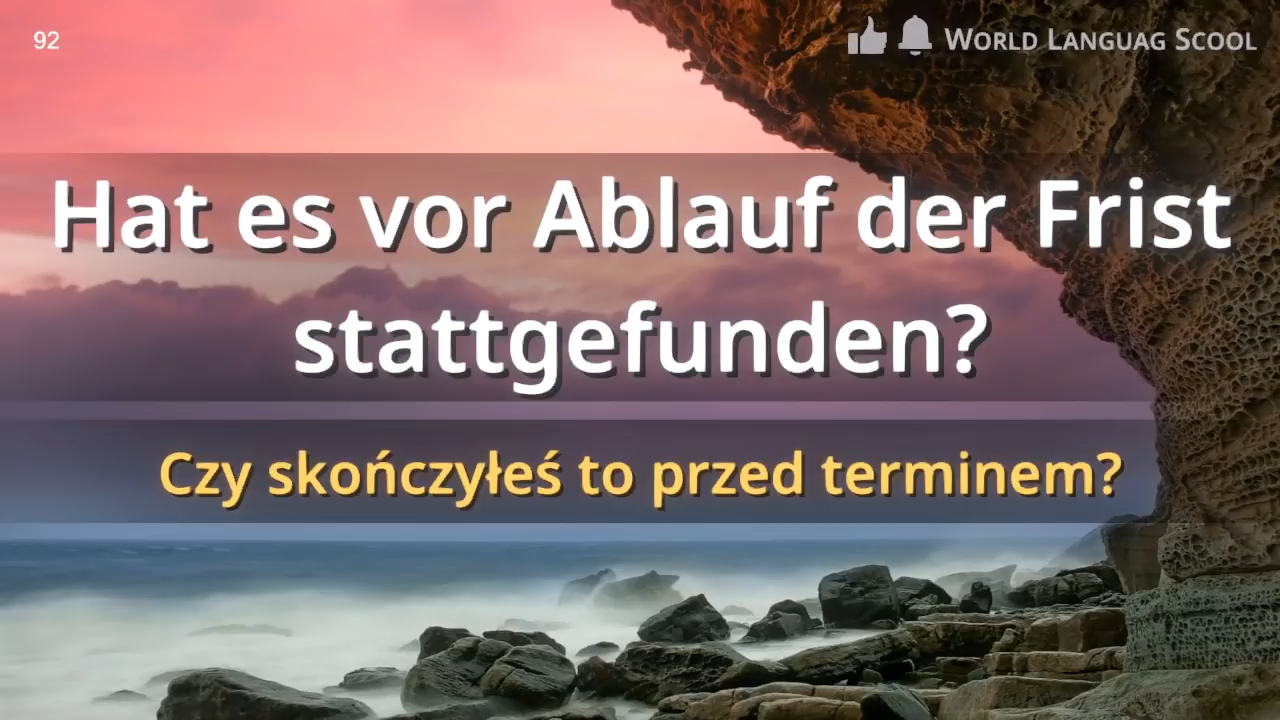 92
World Languag Scool
Hat es vor Ablauf der Frist
stattgefunden?
Czy skończyłeś to przed terminem?